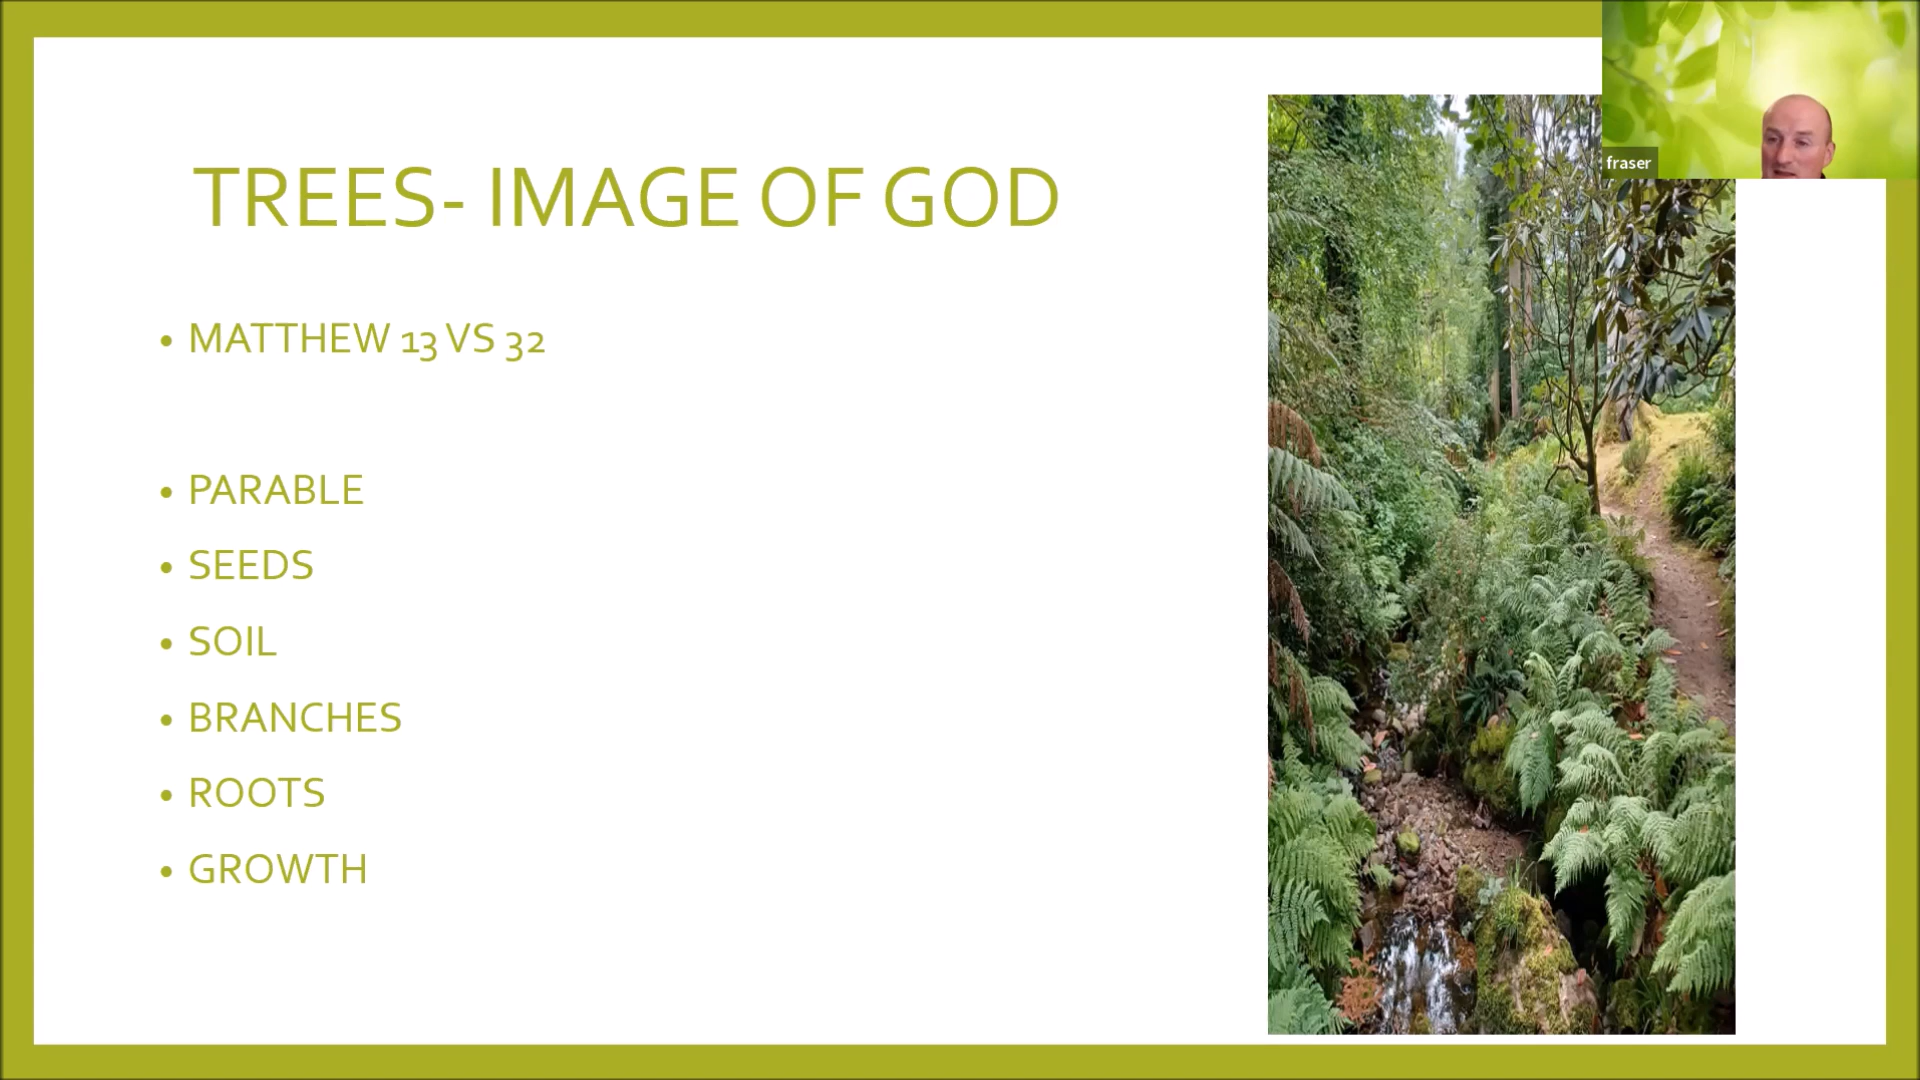 TREES- IMAGE OF GOD
• MATTHEW 13 VS 32
• PARABLE
• SEEDS
• SOIL
• BRANCHES
• ROOTS
• GROWTH
fraser